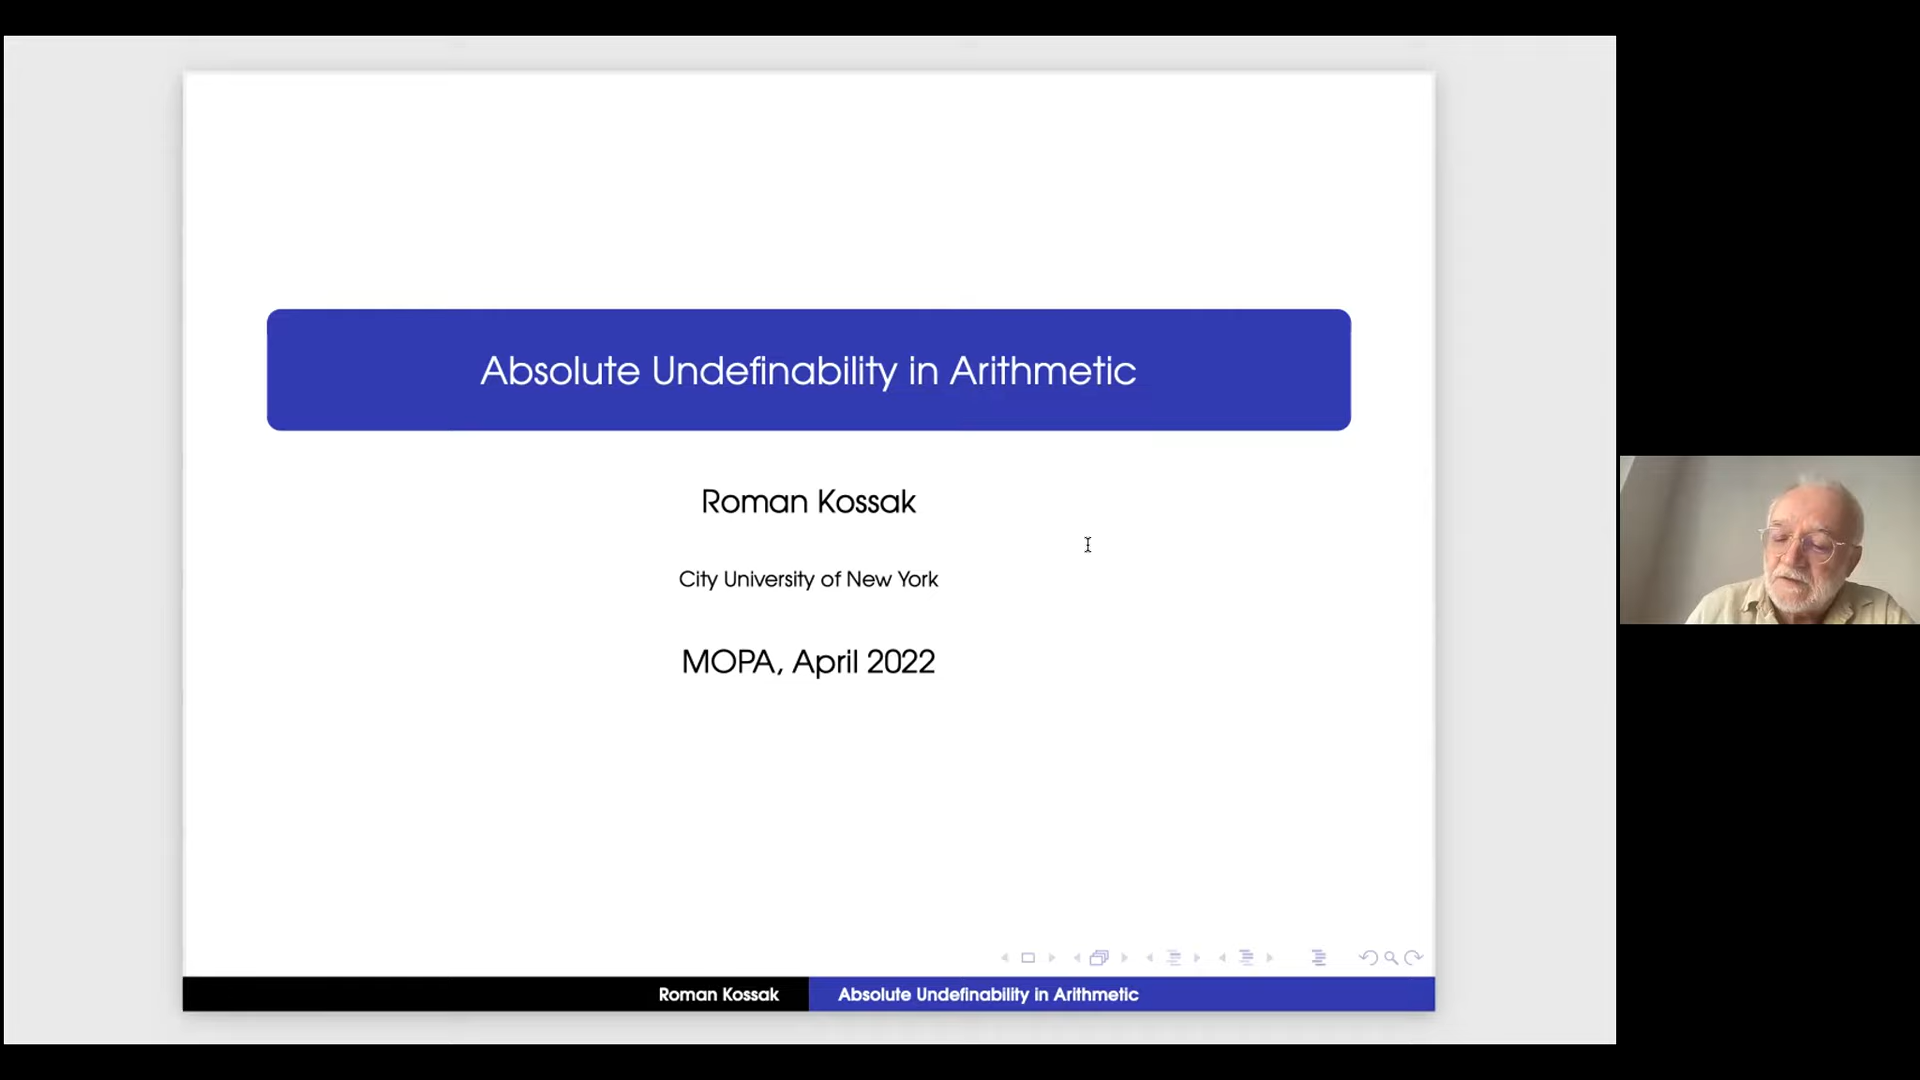 Absolute Undefinability in Arithmetic
Roman Kossak
City University of New York
MOPA, April 2022
Roman Kossak
Absolute Undefinability in Arithmetic